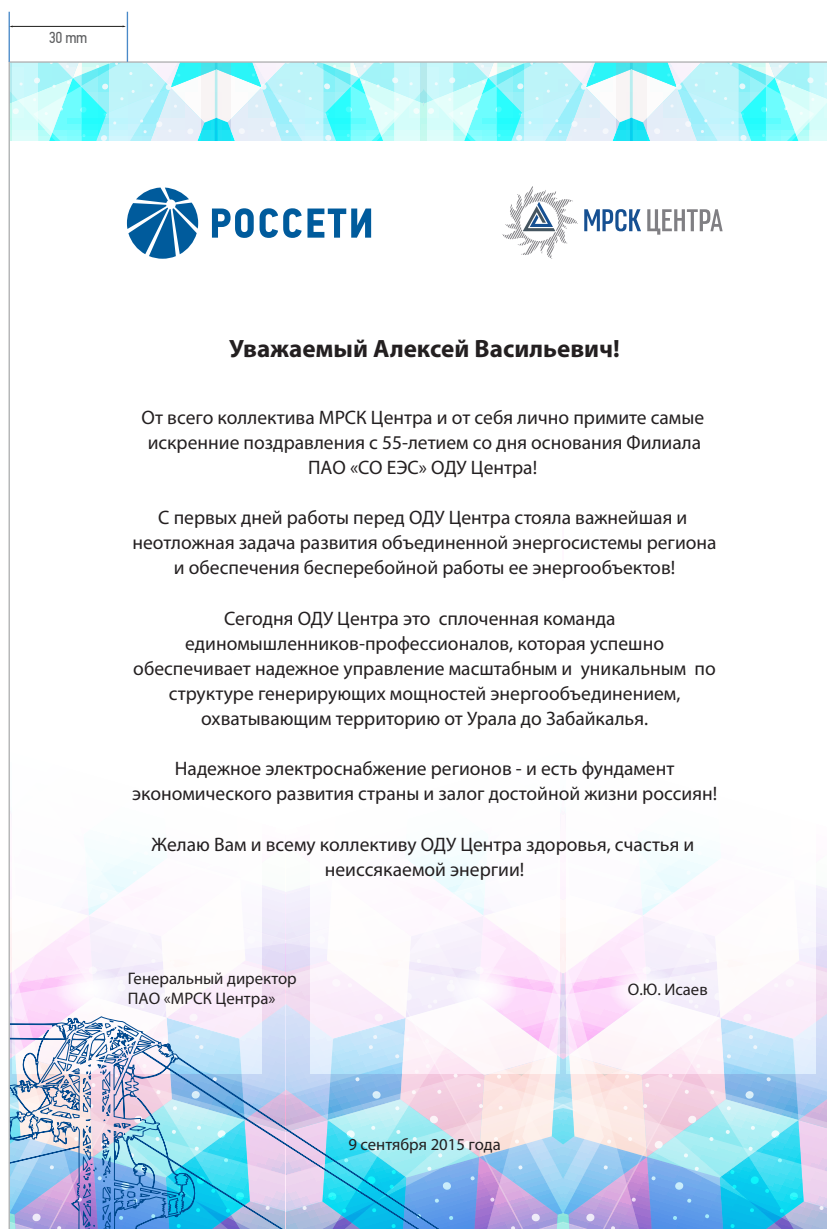 30 mm
РОССЕТИ
МРСК ЦЕНТРА
Уважаемый Алексей Васильевич!
От всего коллектива МРСК Центра и от себя лично примите самые
искренние поздравления с 55-летием со дня основания Филиала
ПАО «СО ЕЭС» ОДУ Центра!
С первых дней работы перед ОДУ Центра стояла важнейшая и
неотложная задача развития объединенной энергосистемы региона
и обеспечения бесперебойной работы ее энергообъектов!
Сегодня ОДУ Центра это  сплоченная команда
единомышленников-профессионалов, которая успешно
обеспечивает надежное управление масштабным и  уникальным  по
структуре генерирующих мощностей энергообъединением,
охватывающим территорию от Урала до Забайкалья.
Надежное электроснабжение регионов - и есть фундамент
экономического развития страны и залог достойной жизни россиян!
Желаю Вам и всему коллективу ОДУ Центра здоровья, счастья и
неиссякаемой энергии!
Генеральный директор
ПАО «МРСК Центра»
О.Ю. Исаев
9 сентября 2015 года